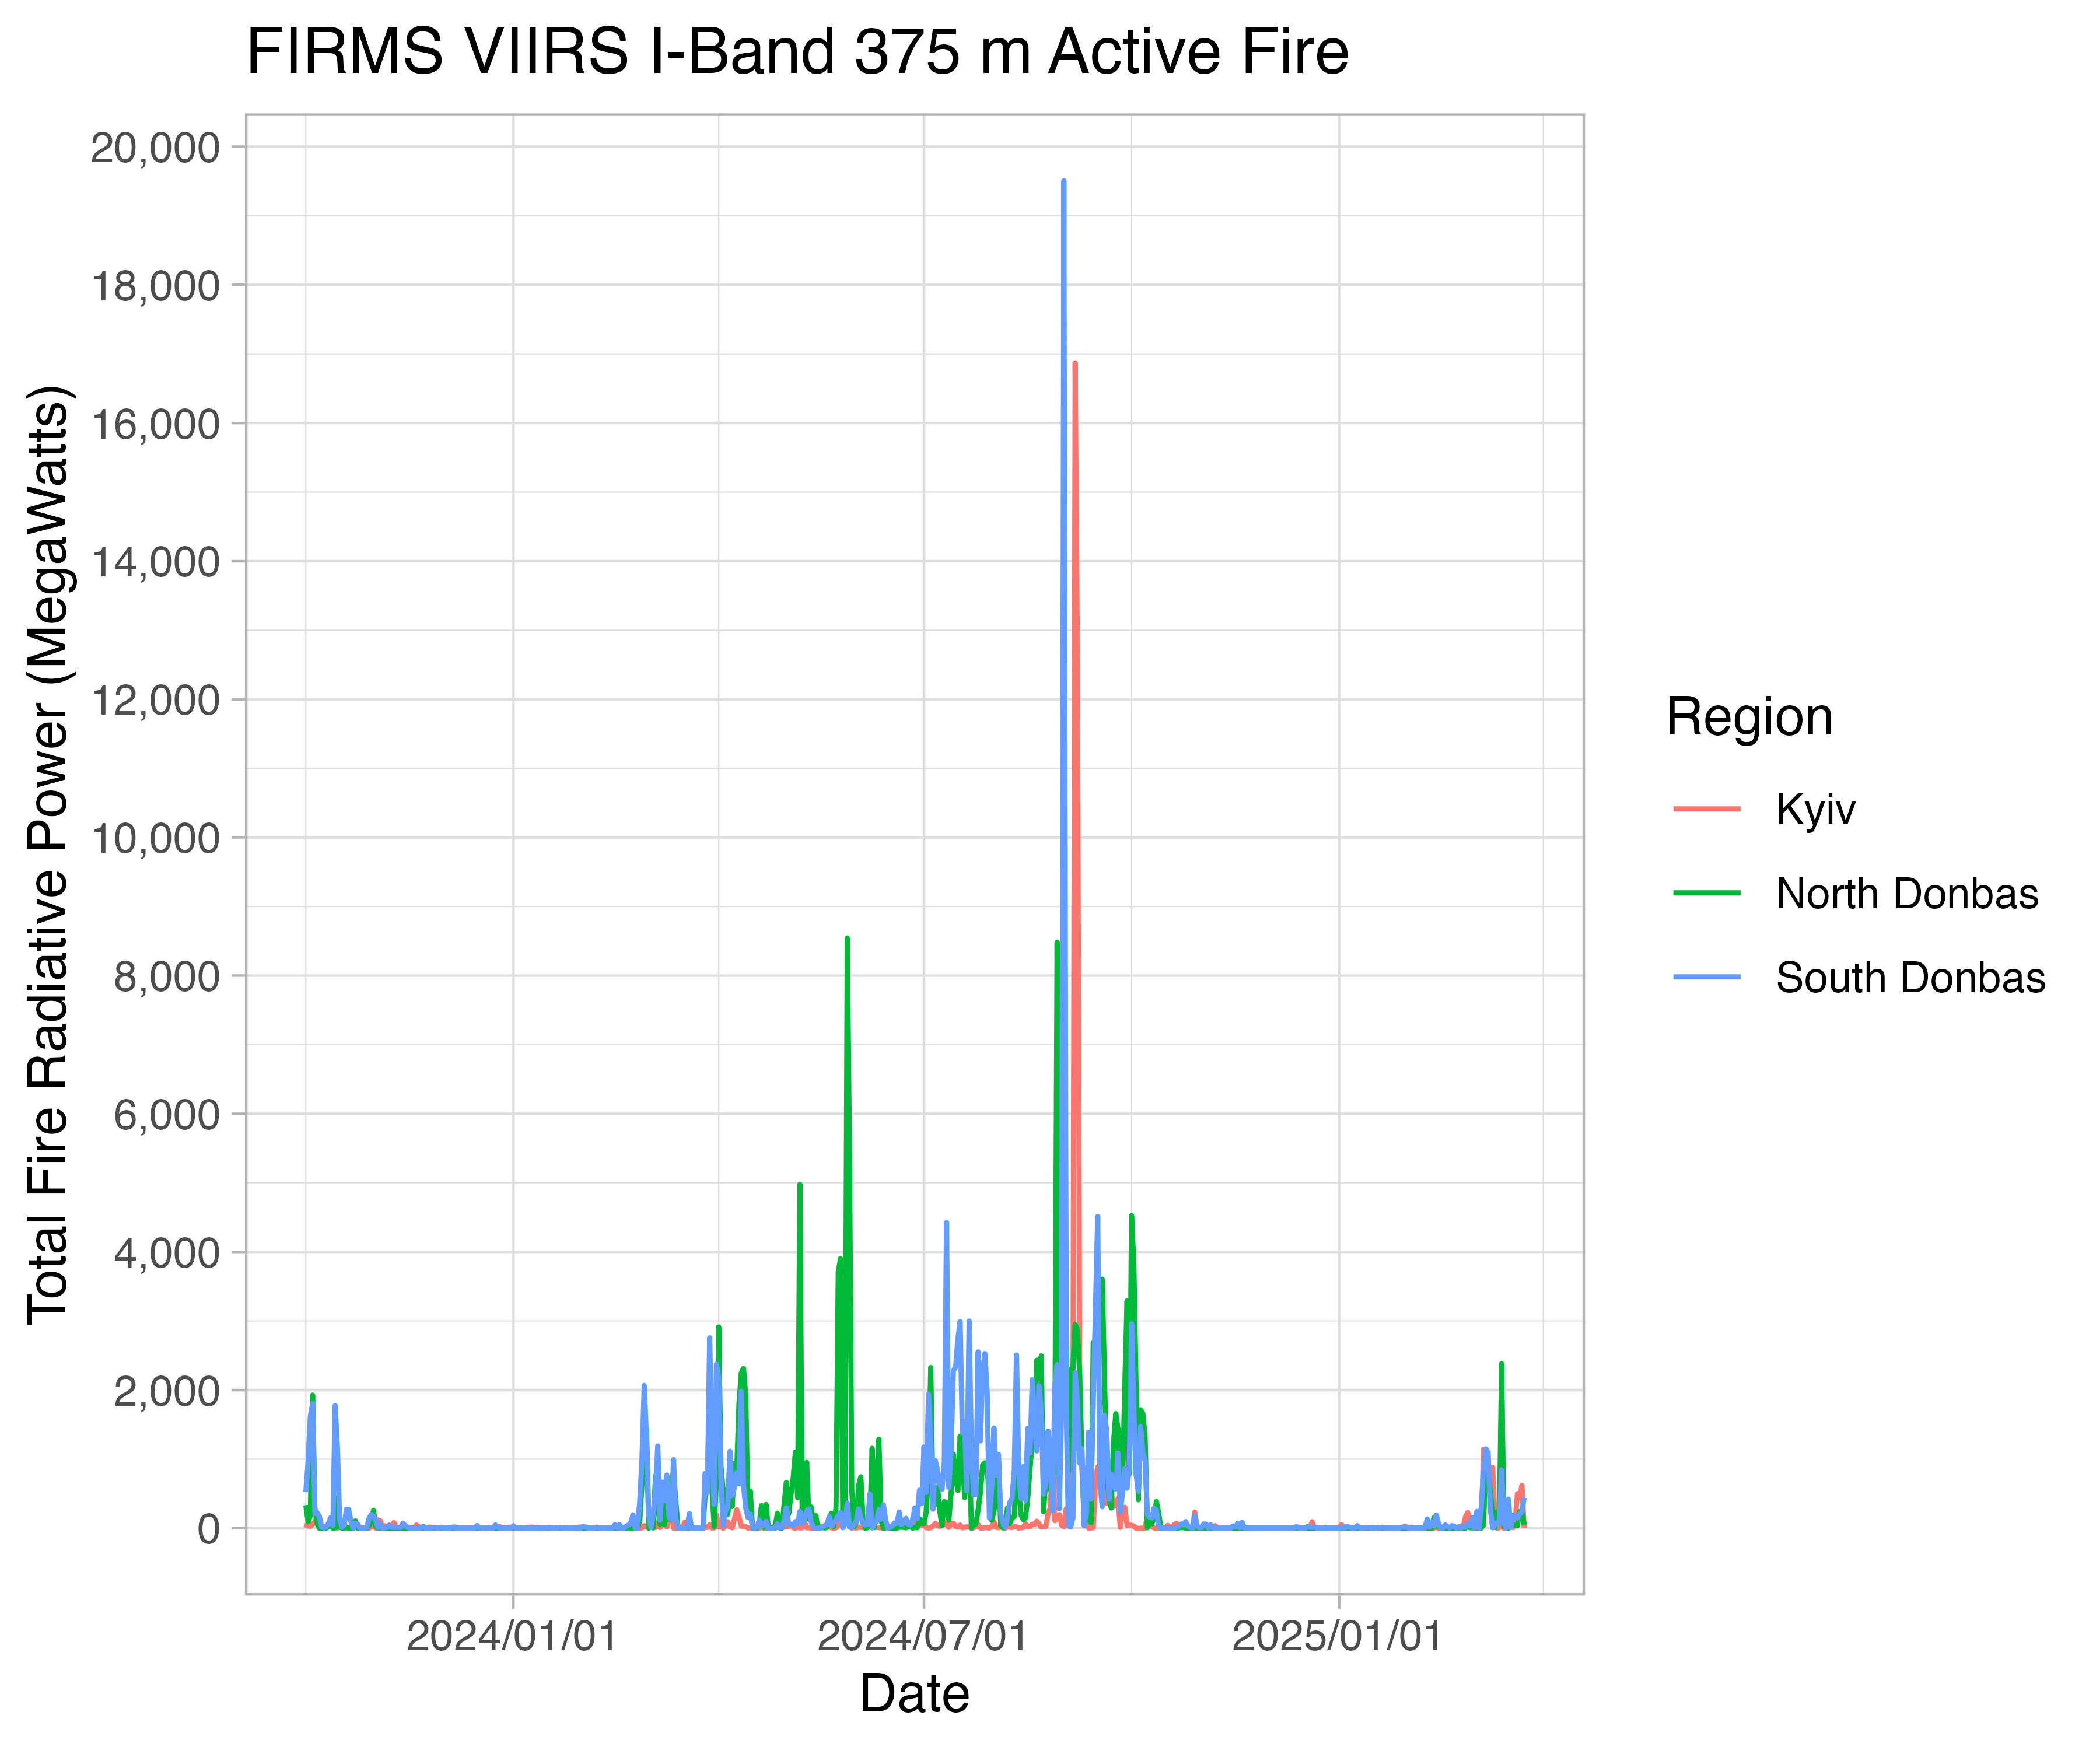 FIRMS VIIRS I-Band 375 m Active Fire
Total Fire Radiative Power (MegaWatts)
20,000
18,000
16,000
14,000
12,000
10,000
8,000
6,000
4,000
2,000
0
2024/01/01
2024/07/01
2025/01/01
Date
Region
Kyiv
North Donbas
South Donbas